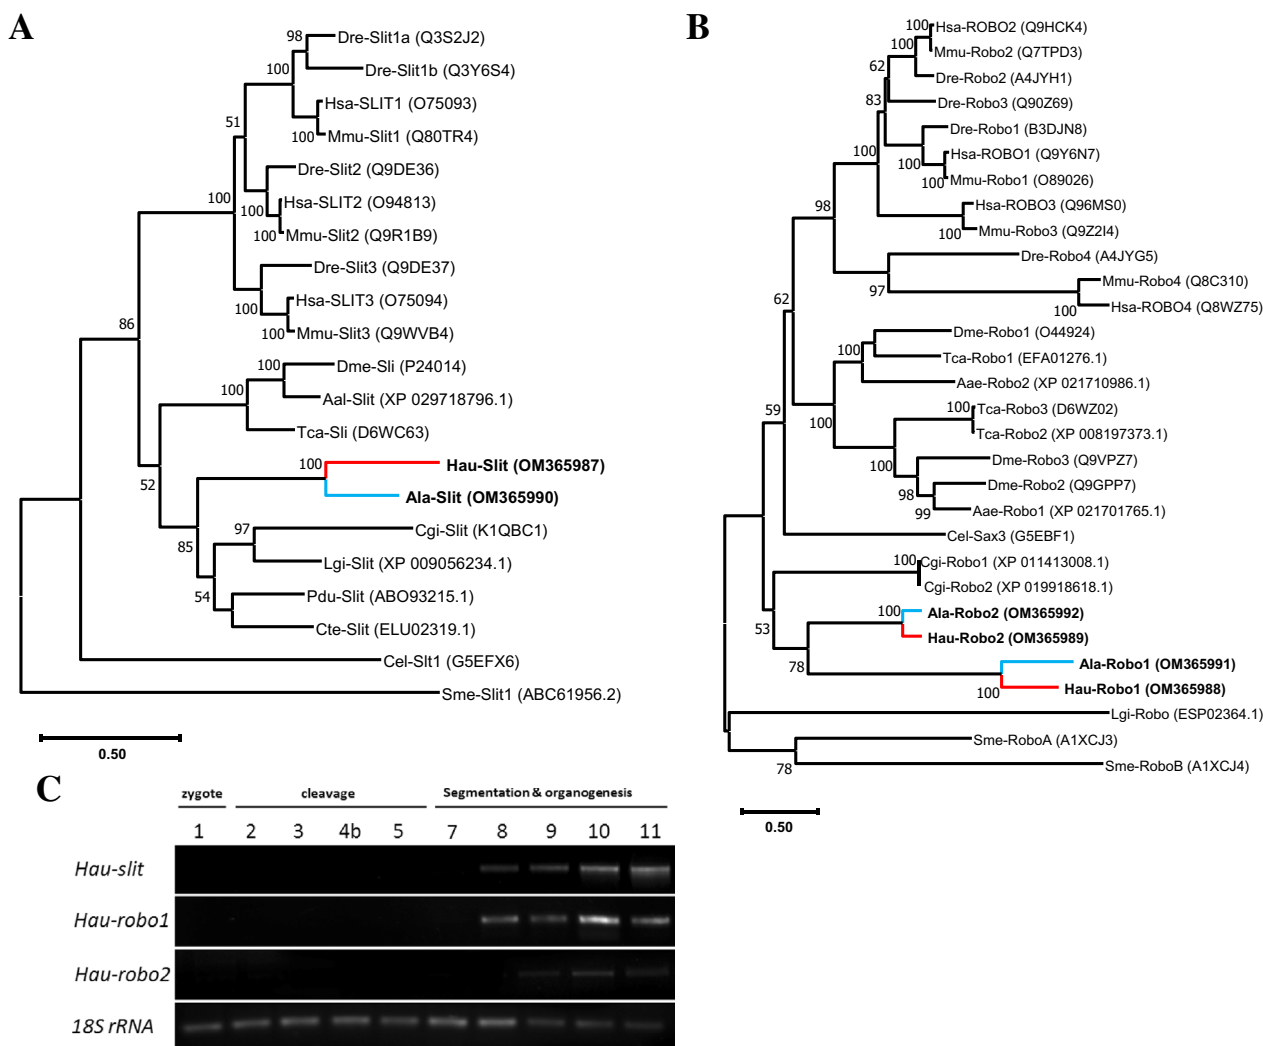 A
98
Dre-Slit1a (Q3S2J2)
Dre-Slit1b (Q3Y6S4)
100
Hsa-SLIT1 (O75093)
100
Mmu-Slit1 (Q80TR4)
51
Dre-Slit2 (Q9DE36)
Hsa-SLIT2 (O94813)
100
100
Mmu-Slit2 (Q9R1B9)
100
Dre-Slit3 (Q9DE37)
Hsa-SLIT3 (O75094)
100
100
Mmu-Slit3 (Q9WVB4)
86
100
Dme-Sli (P24014)
100
Aal-Slit (XP 029718796.1)
Tca-Sli (D6WC63)
100
Hau-Slit (OM365987)
52
Ala-Slit (OM365990)
97
Cgi-Slit (K1QBC1)
85
Lgi-Slit (XP 009056234.1)
54
Pdu-Slit (ABO93215.1)
Cte-Slit (ELU02319.1)
Cel-Slt1 (G5EFX6)
Sme-Slit1 (ABC61956.2)
0.50
B
100
Hsa-ROBO2 (Q9HCK4)
100
Mmu-Robo2 (Q7TPD3)
62
Dre-Robo2 (A4JYH1)
83
Dre-Robo3 (Q90Z69)
Dre-Robo1 (B3DJN8)
100
100
Hsa-ROBO1 (Q9Y6N7)
100
Mmu-Robo1 (O89026)
98
Hsa-ROBO3 (Q96MS0)
100
Mmu-Robo3 (Q9Z2I4)
Dre-Robo4 (A4JYG5)
97
Mmu-Robo4 (Q8C310)
100
Hsa-ROBO4 (Q8WZ75)
62
Dme-Robo1 (O44924)
100
Tca-Robo1 (EFA01276.1)
Aae-Robo2 (XP 021710986.1)
59
100
100
Tca-Robo3 (D6WZ02)
Tca-Robo2 (XP 008197373.1)
100
Dme-Robo3 (Q9VPZ7)
98
Dme-Robo2 (Q9GPP7)
99
Aae-Robo1 (XP 021701765.1)
Cel-Sax3 (G5EBF1)
100
Cgi-Robo1 (XP 011413008.1)
Cgi-Robo2 (XP 019918618.1)
53
100
Ala-Robo2 (OM365992)
Hau-Robo2 (OM365989)
78
Ala-Robo1 (OM365991)
100
Hau-Robo1 (OM365988)
Lgi-Robo (ESP02364.1)
Sme-RoboA (A1XCJ3)
78
Sme-RoboB (A1XCJ4)
0.50
C
zygote cleavage Segmentation & organogenesis
1 2 3 4b 5 7 8 9 10 11
Hau-slit
Hau-robo1
Hau-robo2
18S rRNA